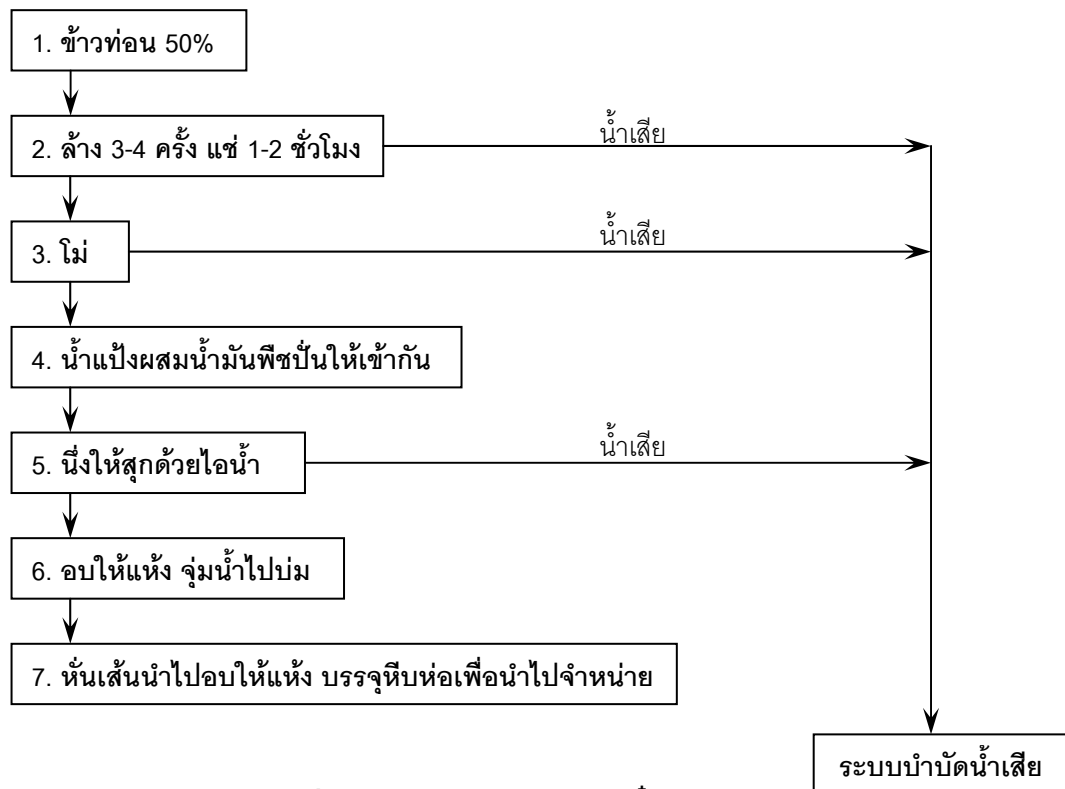 1. ข้าวท่อน 50%
2. ล้าง 3-4 ครั้ง แช่ 1-2 ชั่วโมง
น้ำเสีย
3. โม่
น้ำเสีย
4. น้ำแป้งผสมน้ำมันพืชปั่นให้เข้ากัน
5. นึ่งให้สุกด้วยไอน้ำ
น้ำเสีย
6. อบให้แห้ง จุ่มน้ำไปบ่ม
7. หั่นเส้นนำไปอบให้แห้ง บรรจุหีบห่อเพื่อนำไปจำหน่าย
ระบบบำบัดน้ำเสีย